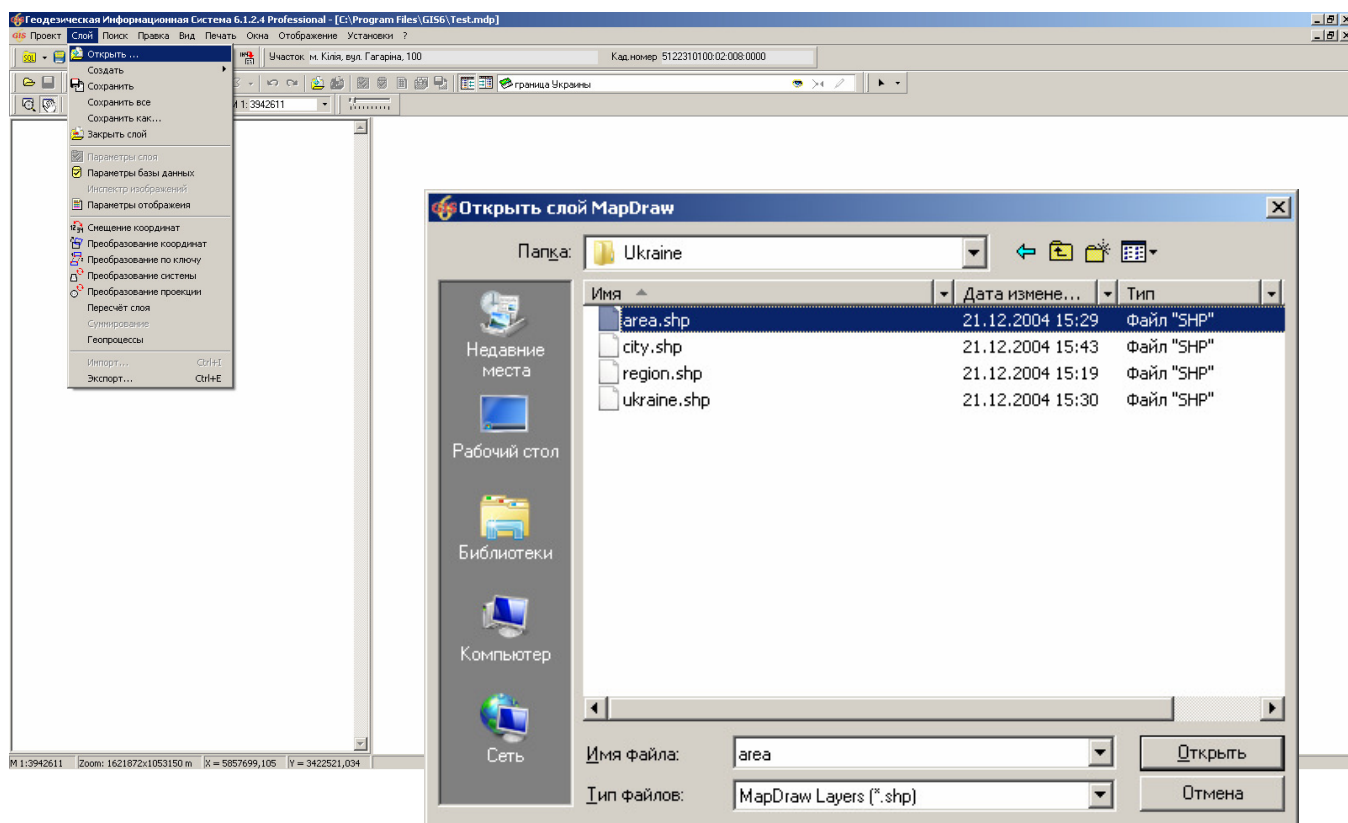 Геодезическая Информационная Система 6.1.2.4 Professional - [C:\Program Files\GIS6\Test.mdp]
GIS Проект Слой Поиск Правка Вид Печать Окна Отображение Установки ?
SQL Участок м. Кілія, вул. Гагаріна, 100 Кад.номер 5122310100:02:008:0000
граница Украины
1: 3942611
Открыть ...
Создать
Сохранить
Сохранить все
Сохранить как...
Закрыть слой
Параметры слоя
Параметры базы данных
Инспектр изображений
Параметры отображеия
Смещение координат
Преобразование координат
Преобразование по ключу
Преобразование системы
Преобразование проекции
Пересчёт слоя
Суммирование
Геопроцессы
Импорт... Ctrl+I
Экспорт... Ctrl+E
Открыть слой MapDraw
Папка: Ukraine
Имя Дата измене... Тип
area.shp 21.12.2004 15:29 Файл "SHP"
city.shp 21.12.2004 15:43 Файл "SHP"
region.shp 21.12.2004 15:19 Файл "SHP"
ukraine.shp 21.12.2004 15:30 Файл "SHP"
Недавние
места
Рабочий стол
Библиотеки
Компьютер
Сеть
Имя файла: area Открыть
Тип файлов: MapDraw Layers (*.shp) Отмена
M 1:3942611 Zoom: 1621872x1053150 m X = 5857699,105 Y = 3422521,034